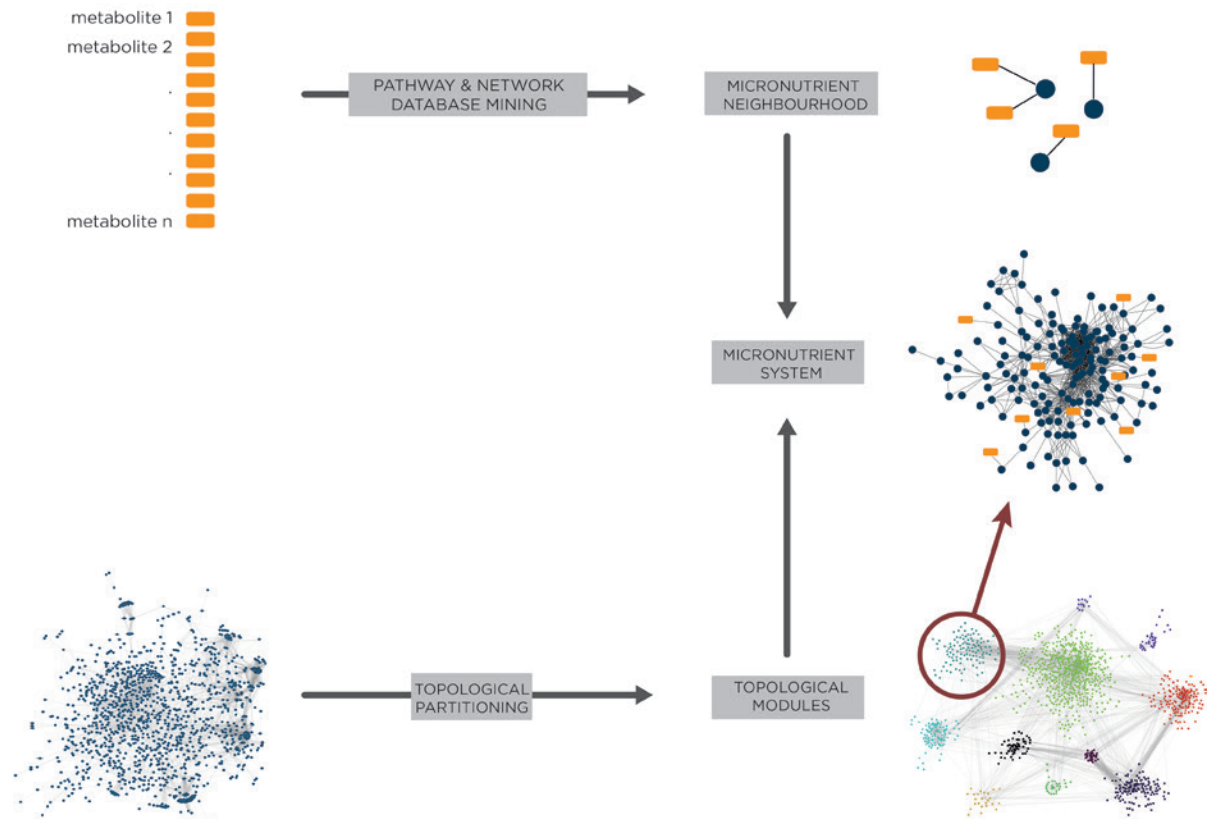 metabolite 1
metabolite 2
.
.
.
metabolite n
PATHWAY & NETWORK
DATABASE MINING
MICRONUTRIENT
NEIGHBOURHOOD
MICRONUTRIENT
SYSTEM
TOPOLOGICAL
PARTITIONING
TOPOLOGICAL
MODULES